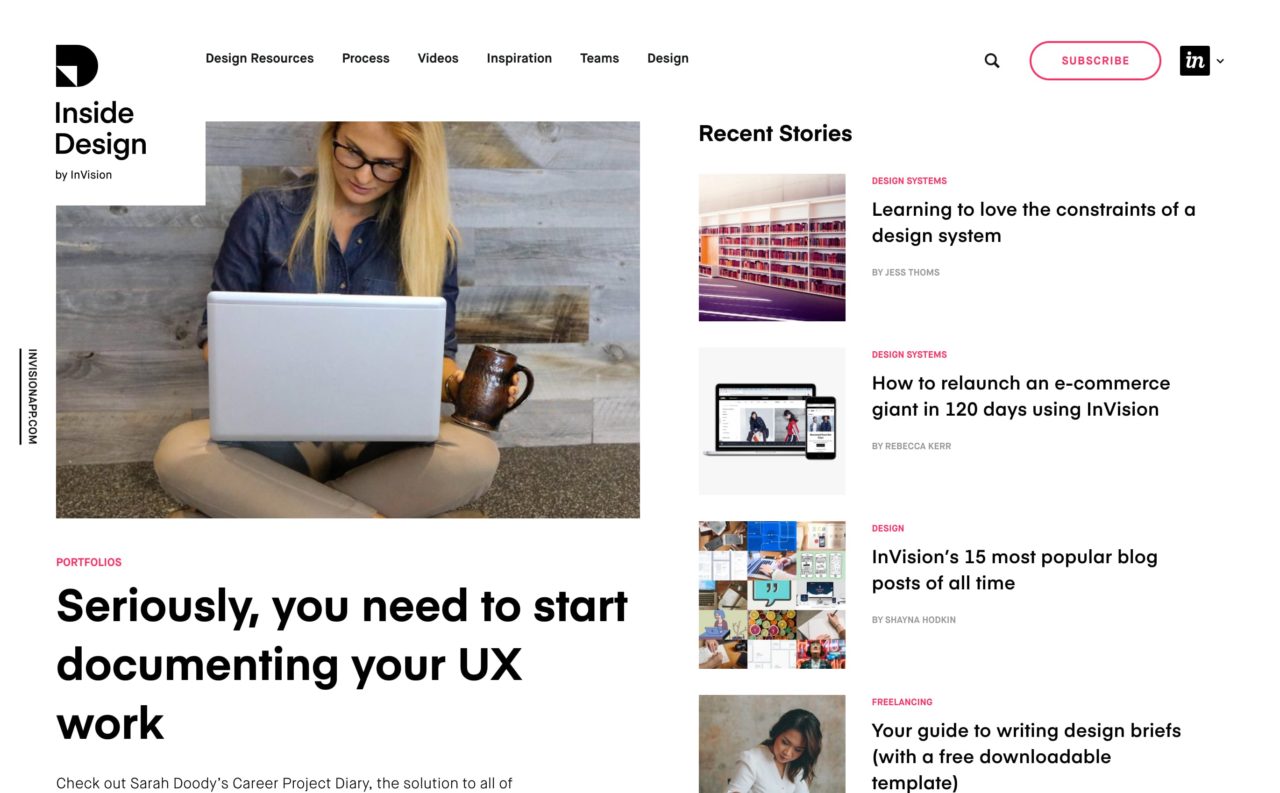 Inside
Design
by InVision
Design Resources
Process
Videos
Inspiration
Teams
Design
SUBSCRIBE
in
INVISIONAPP.COM
PORTFOLIOS
Seriously, you need to start
documenting your UX
work
Check out Sarah Doody's Career Project Diary, the solution to all of
Recent Stories
DESIGN SYSTEMS
Learning to love the constraints of a
design system
BY JESS THOMS
DESIGN SYSTEMS
How to relaunch an e-commerce
giant in 120 days using InVision
BY REBECCA KERR
DESIGN
InVision's 15 most popular blog
posts of all time
BY SHAYNA HODKIN
FREELANCING
Your guide to writing design briefs
(with a free downloadable
template)